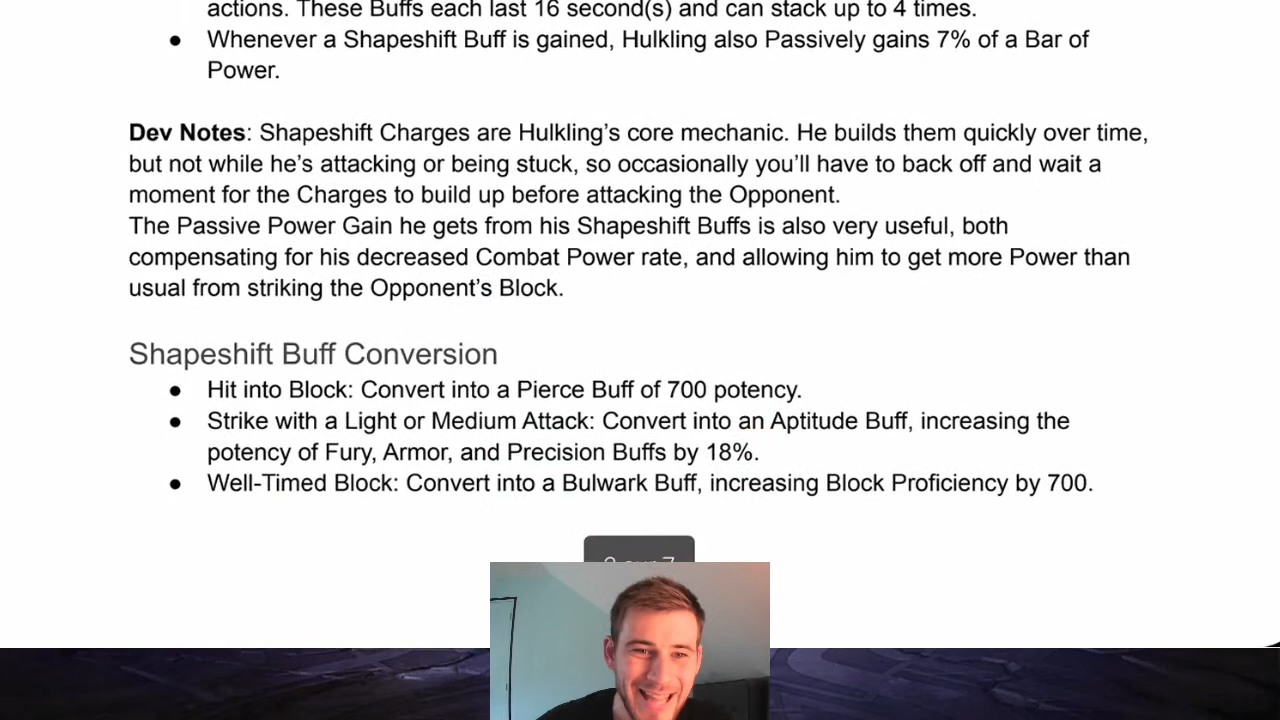 actions. These Buffs each last 16 second(s) and can stack up to 4 times.
● Whenever a Shapeshift Buff is gained, Hulkling also Passively gains 7% of a Bar of
Power.
Dev Notes: Shapeshift Charges are Hulkling’s core mechanic. He builds them quickly over time,
but not while he’s attacking or being stuck, so occasionally you’ll have to back off and wait a
moment for the Charges to build up before attacking the Opponent.
The Passive Power Gain he gets from his Shapeshift Buffs is also very useful, both
compensating for his decreased Combat Power rate, and allowing him to get more Power than
usual from striking the Opponent’s Block.
Shapeshift Buff Conversion
● Hit into Block: Convert into a Pierce Buff of 700 potency.
● Strike with a Light or Medium Attack: Convert into an Aptitude Buff, increasing the
potency of Fury, Armor, and Precision Buffs by 18%.
● Well-Timed Block: Convert into a Bulwark Buff, increasing Block Proficiency by 700.